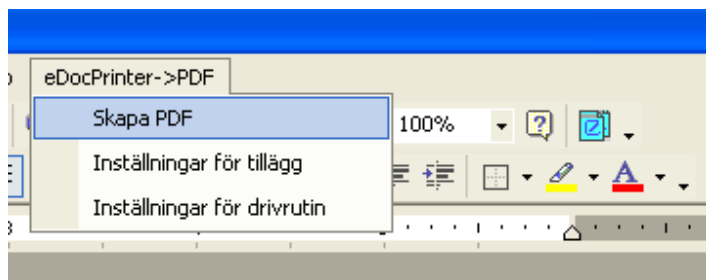 eDocPrinter->PDF
Skapa PDF
100%
Inställningar för tillägg
Inställningar för drivrutin